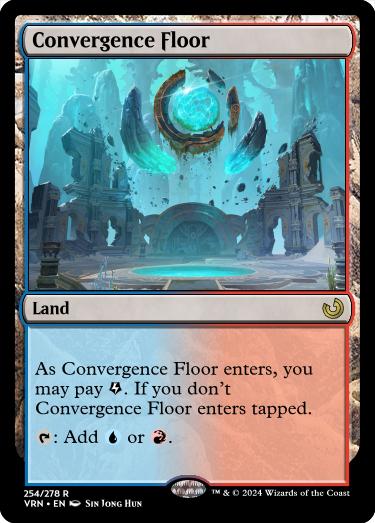 Convergence Floor
Land
As Convergence Floor enters, you
may pay. If you don't
Convergence Floor enters tapped.
: Add or.
254/278 R
VRN • EN Sin Jong Hun
™ & © 2024 Wizards of the Coast